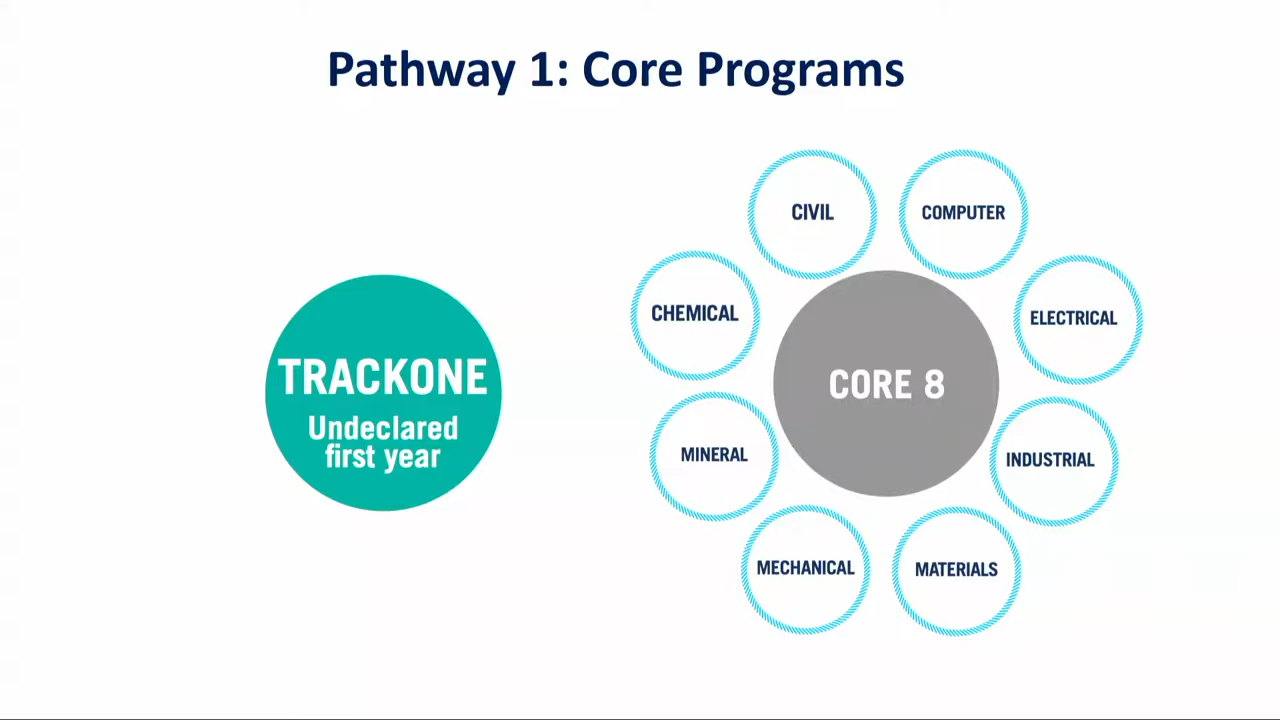 Pathway 1: Core Programs
TRACKONE
Undeclared
first year
CORE 8
CIVIL
COMPUTER
ELECTRICAL
INDUSTRIAL
MATERIALS
MECHANICAL
MINERAL
CHEMICAL